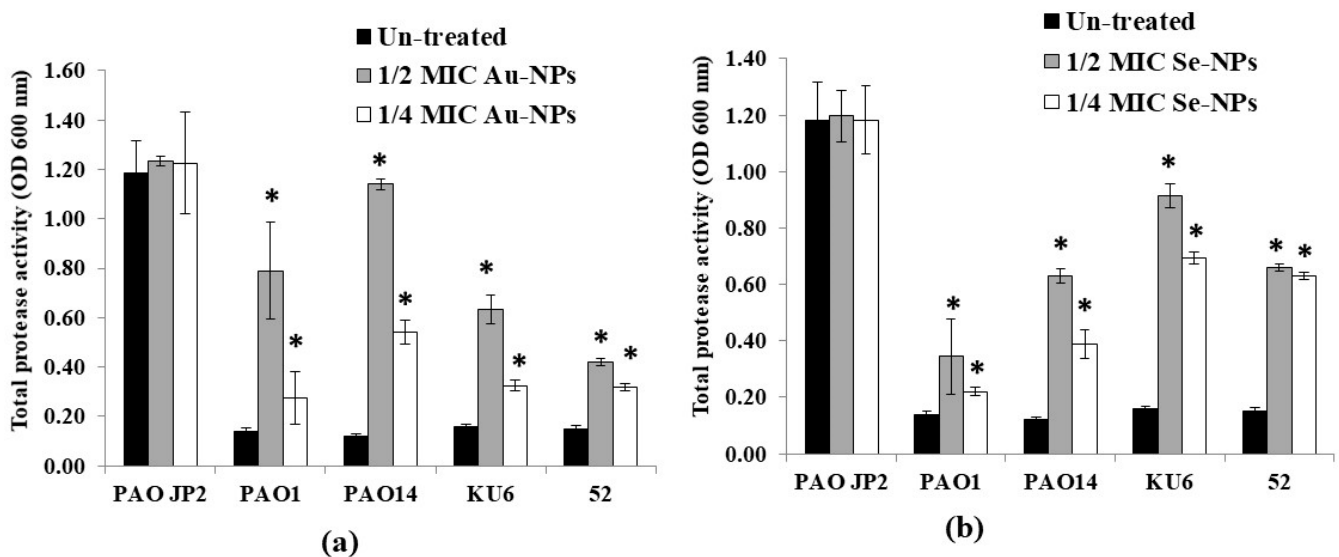 Un-treated
1/2 MIC Au-NPs
1/4 MIC Au-NPs
Total protease activity (OD 600 nm)
1.60
1.40
1.20
1.00
0.80
0.60
0.40
0.20
0.00
* * * * * * * *
PAO JP2 PAO1 PAO14 KU6 52
(a)
Un-treated
1/2 MIC Se-NPs
1/4 MIC Se-NPs
Total protease activity (OD 600 nm)
1.40
1.20
1.00
0.80
0.60
0.40
0.20
0.00
* * * * * * * *
PAO JP2 PAO1 PAO14 KU6 52
(b)